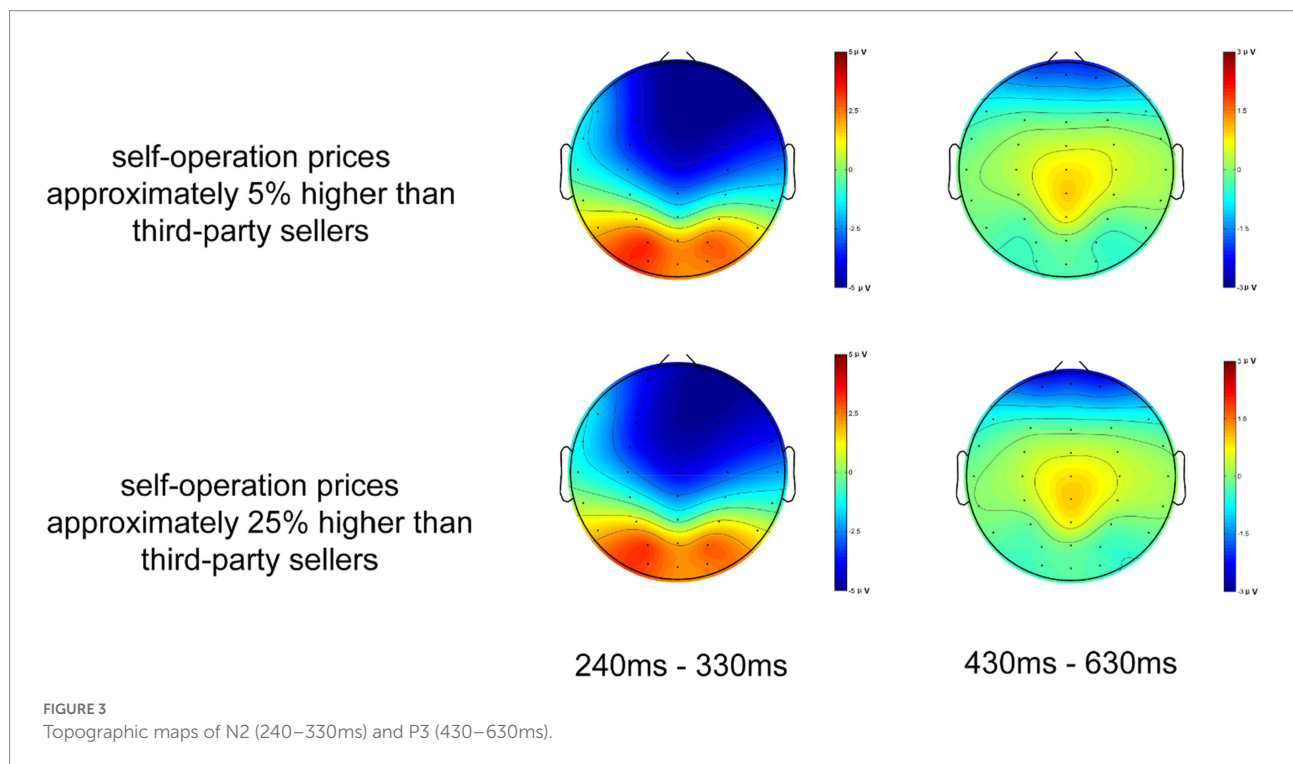 5 μ V
2.5
0
-2.5
-5 μ V
3 μ V
1.5
0
-1.5
-3 μ V
self-operation prices
approximately 5% higher than
third-party sellers
5 μ V
2.5
0
-2.5
-5 μ V
3 μ V
1.5
0
-1.5
-3 μ V
self-operation prices
approximately 25% higher than
third-party sellers
240ms - 330ms
430ms - 630ms
FIGURE 3
Topographic maps of N2 (240–330ms) and P3 (430–630ms).